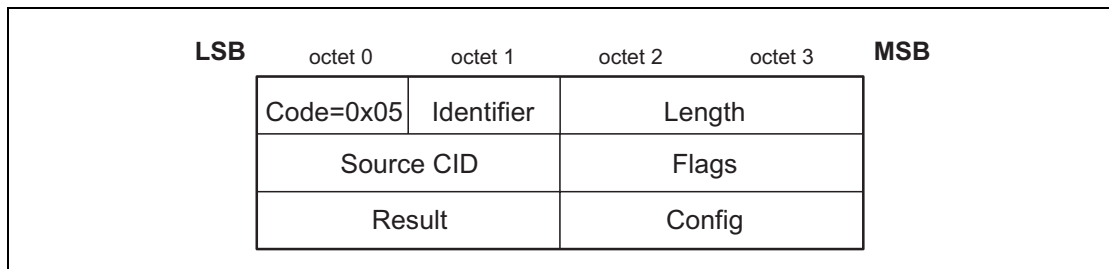 LSB octet 0 octet 1 octet 2 octet 3 MSB
Code=0x05 Identifier Length
Source CID Flags
Result Config